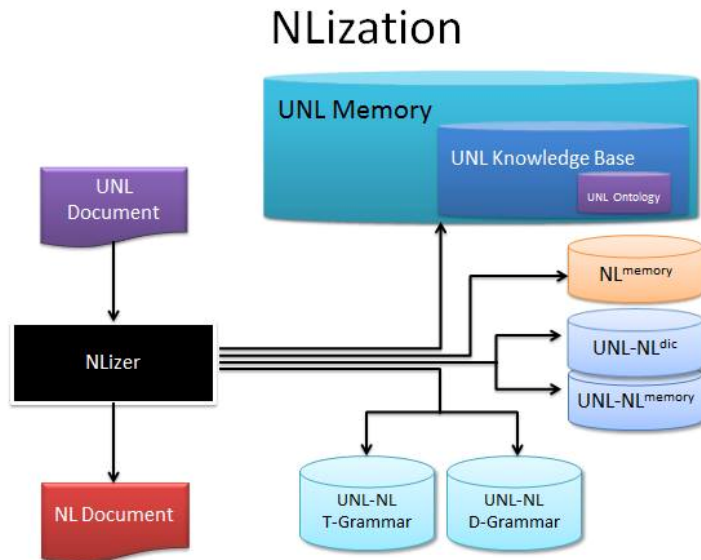 NLization
UNL Memory
UNL Knowledge Base
UNL Ontology
UNL
Document
NLmemory
NLizer
UNL-NLdic
UNL-NLmemory
NL Document
UNL-NL
T-Grammar
UNL-NL
D-Grammar